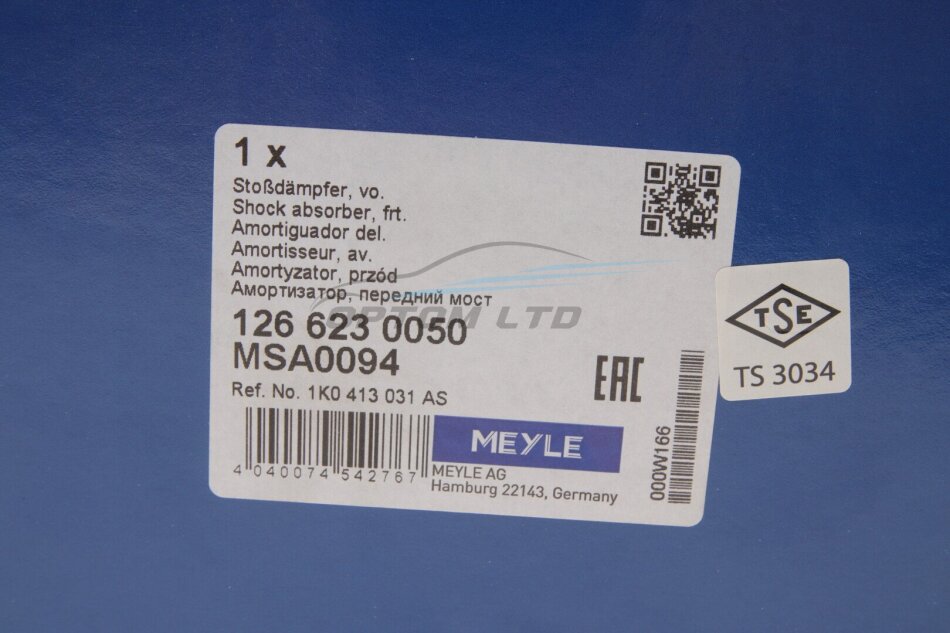 1 x
Stoßdämpfer, vo.
Shock absorber, frt.
Amortiguador del.
Amortisseur, av.
Amortyzator, przód
Амортизатор, передний мост
OPTOM LTD
126 623 0050
MSA0094
Ref. No. 1K0 413 031 AS
EAC
MEYLE
4 040074 542767
MEYLE AG
Hamburg 22143, Germany
000W166
TSE
TS 3034